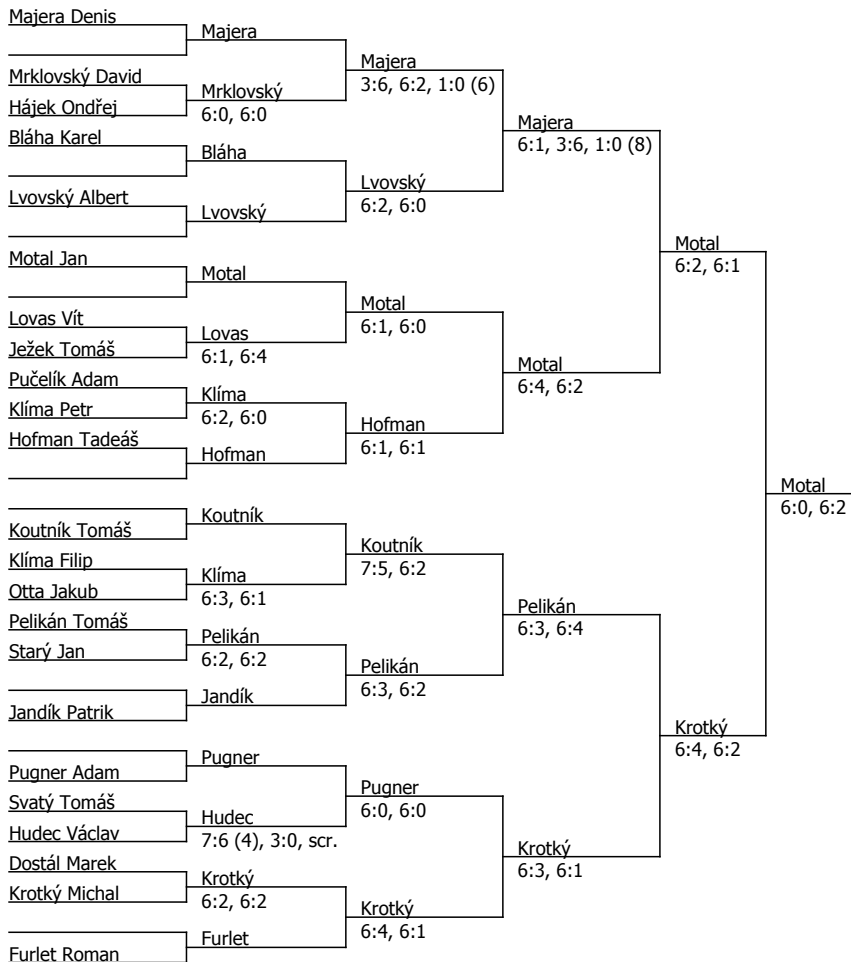 Majera Denis
Majera
Majera
3:6, 6:2, 1:0 (6)
Mrklovský David
Mrklovský
6:0, 6:0
Hájek Ondřej
Majera
6:1, 3:6, 1:0 (8)
Bláha Karel
Bláha
Lvovský
6:2, 6:0
Lvovský Albert
Lvovský
Motal
6:2, 6:1
Motal Jan
Motal
Motal
6:1, 6:0
Lovas Vít
Lovas
6:1, 6:4
Ježek Tomáš
Motal
6:4, 6:2
Pučelík Adam
Klíma
6:2, 6:0
Klíma Petr
Hofman
6:1, 6:1
Hofman Tadeáš
Hofman
Motal
6:0, 6:2
Koutník
Koutník Tomáš
Koutník
7:5, 6:2
Klíma Filip
Klíma
6:3, 6:1
Otta Jakub
Pelikán
6:3, 6:4
Pelikán Tomáš
Pelikán
6:2, 6:2
Starý Jan
Pelikán
6:3, 6:2
Jandík
Jandík Patrik
Krotký
6:4, 6:2
Pugner
Pugner Adam
Pugner
6:0, 6:0
Svatý Tomáš
Hudec
7:6 (4), 3:0, scr.
Hudec Václav
Krotký
6:3, 6:1
Dostál Marek
Krotký
6:2, 6:2
Krotký Michal
Krotký
6:4, 6:1
Furlet
Furlet Roman